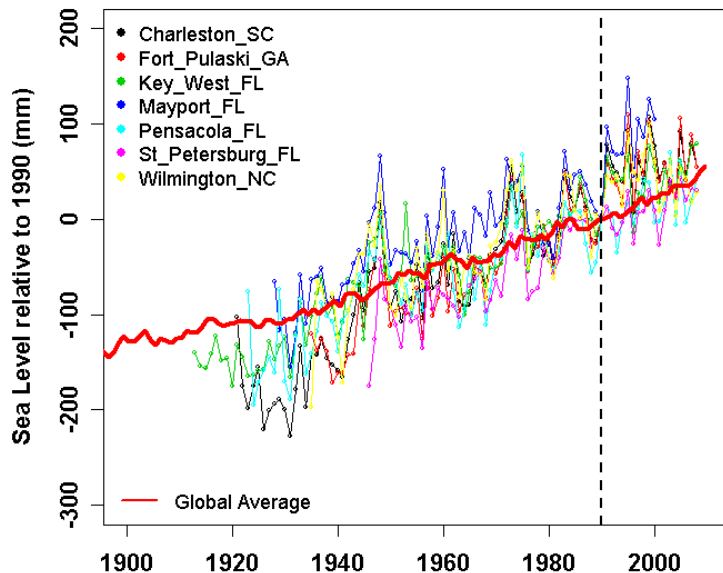 Sea Level relative to 1990 (mm)
200
100
0
-100
-200
-300
Charleston_SC
Fort_Pulaski_GA
Key_West_FL
Mayport_FL
Pensacola_FL
St_Petersburg_FL
Wilmington_NC
Global Average
1900 1920 1940 1960 1980 2000